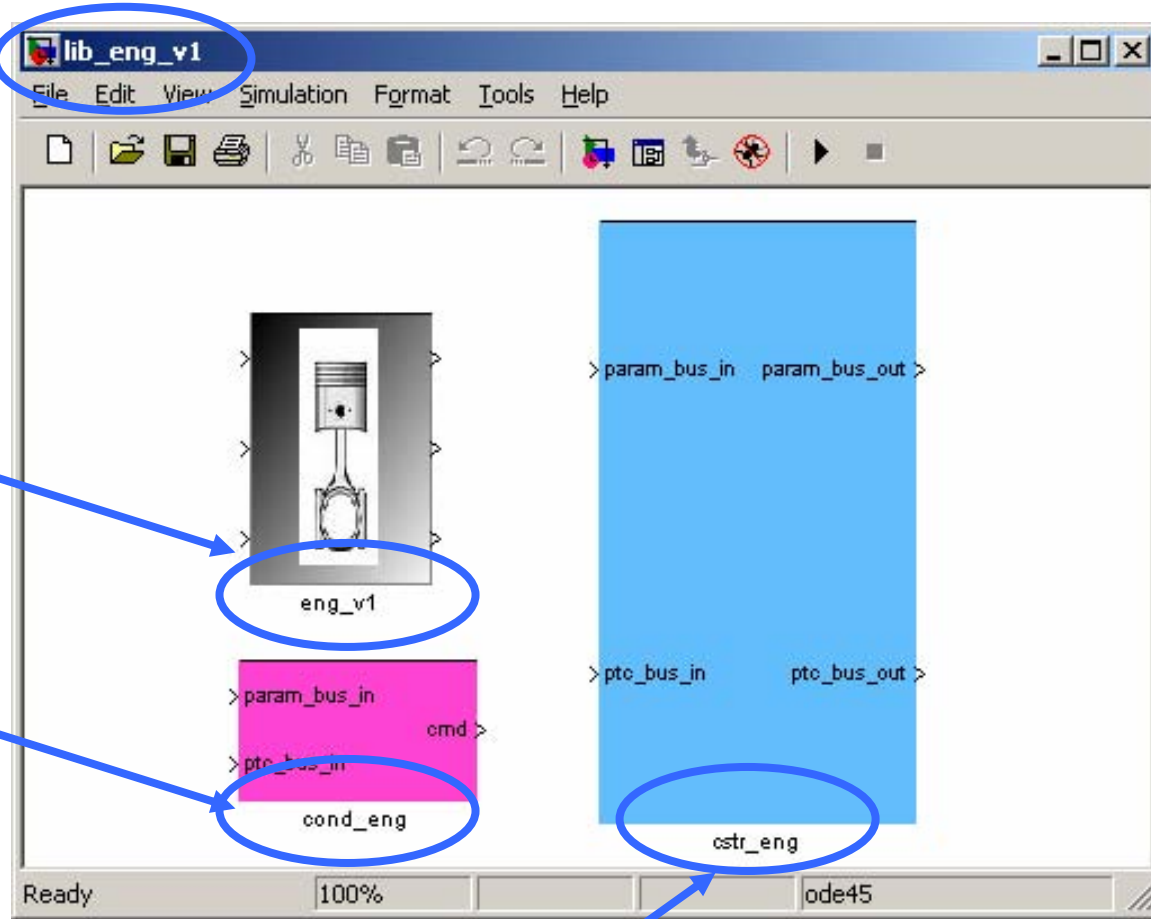 lib_eng_v1
File Edit View Simulation Format Tools Help
param_bus_in param_bus_out
eng_v1
ptc_bus_in ptc_bus_out
param_bus_in
cmd
ptc_bus_in
cond_eng
cstr_eng
Ready 100% ode45